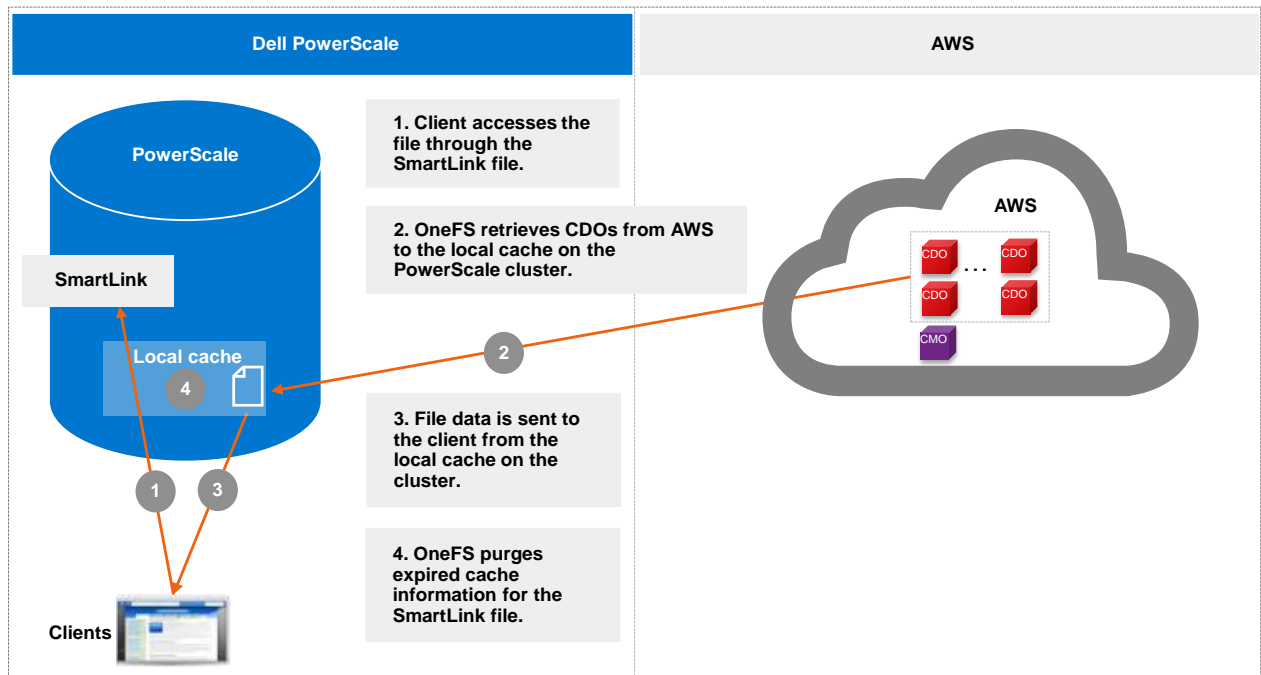 Dell PowerScale
AWS
PowerScale
SmartLink
Local cache
4
1
3
Clients
1. Client accesses the
file through the
SmartLink file.
2. OneFS retrieves CDOs from AWS
to the local cache on the
PowerScale cluster.
2
3. File data is sent to
the client from the
local cache on the
cluster.
4. OneFS purges
expired cache
information for the
SmartLink file.
AWS
CDO ... CDO
CDO CDO
CMO